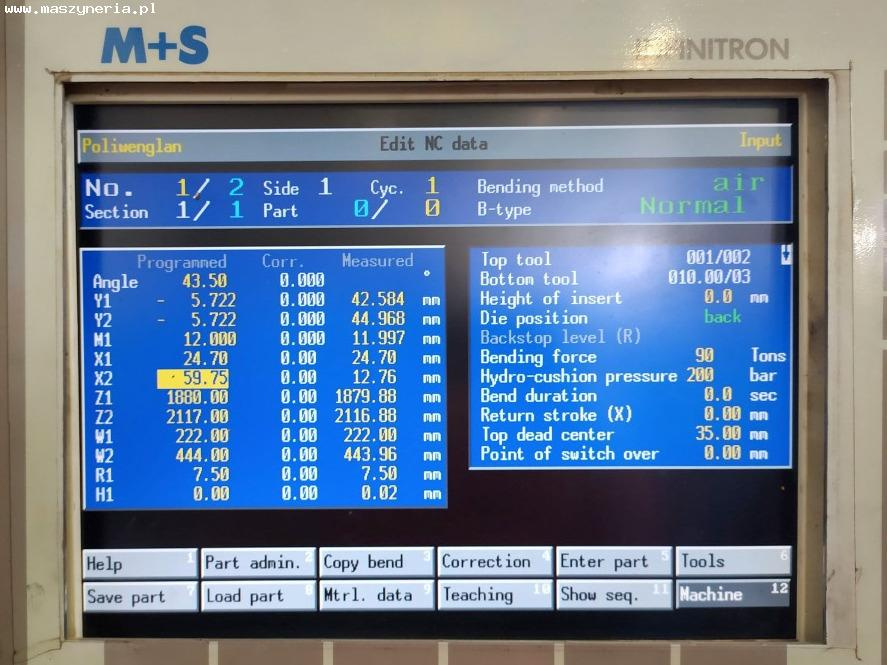 www.maszyneria.pl
M+S
NITRON
Poliwenglan Edit NC data Input
No. 1/ 2 Side 1 Cyc. 1 Bending method air
Section 1/ 1 Part 0/ 0 B-type Normal
Programmed Corr. Measured
Angle 43.50 0.000 °
Y1 - 5.722 0.000 42.584 mm
Y2 - 5.722 0.000 44.968 mm
M1 12.000 0.000 11.997 mm
X1 24.70 0.00 24.70 mm
X2 59.75 0.00 12.76 mm
Z1 1880.00 0.00 1879.88 mm
Z2 2117.00 0.00 2116.88 mm
W1 222.00 0.00 222.00 mm
W2 444.00 0.00 443.96 mm
R1 7.50 0.00 7.50 mm
H1 0.00 0.00 0.02 mm
Top tool 001/002
Bottom tool 010.00/03
Height of insert 0.0 mm
Die position back
Backstop level (R)
Bending force 90 Tons
Hydro-cushion pressure 200 bar
Bend duration 0.0 sec
Return stroke (X) 0.00 mm
Top dead center 35.00 mm
Point of switch over 0.00 mm
Help 1 Part admin. 2 Copy bend 3 Correction 4 Enter part 5 Tools 6
Save part 7 Load part 8 Mtrl. data 9 Teaching 10 Show seq. 11 Machine 12